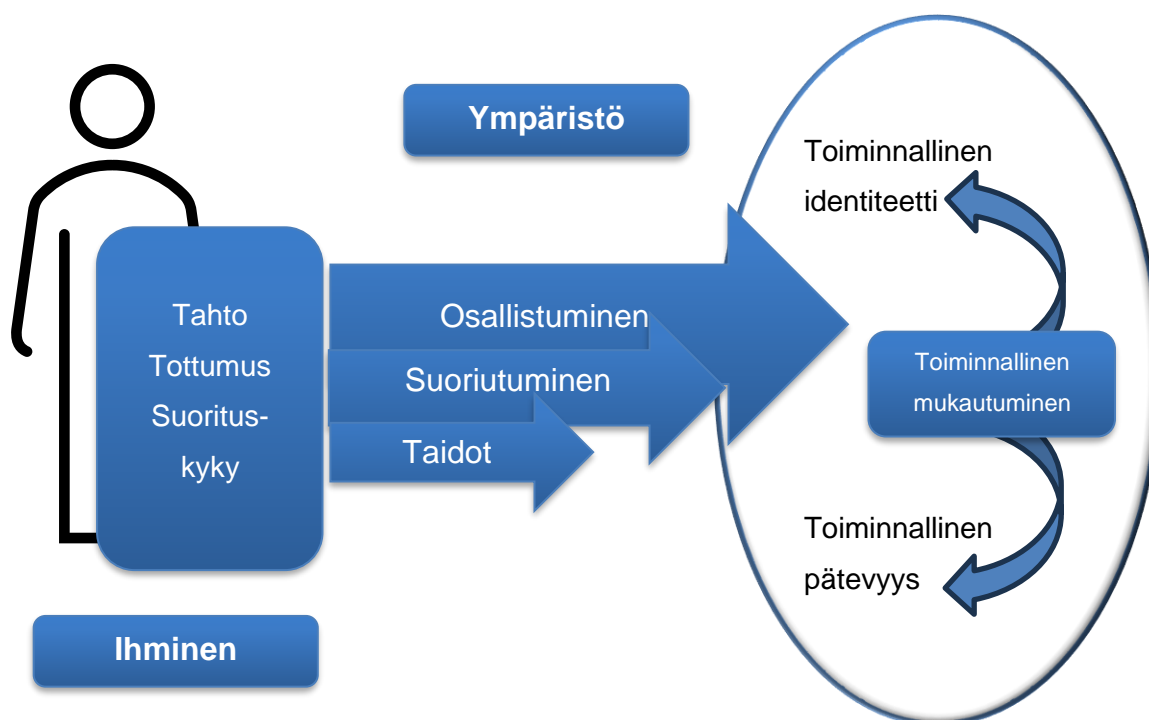 Ympäristö
Toiminnallinen
identiteetti
Tahto
Tottumus
Suoritus-
kyky
Osallistuminen
Suoriutuminen
Taidot
Toiminnallinen
mukautuminen
Toiminnallinen
pätevyys
Ihminen